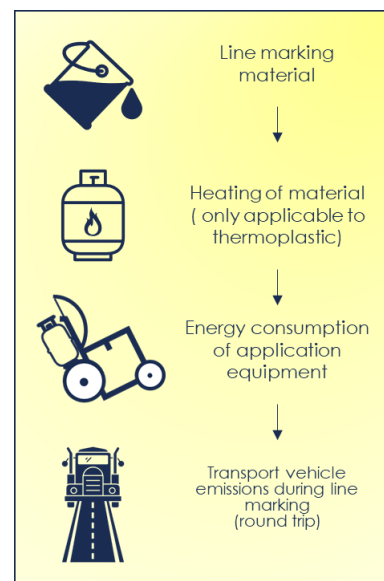 Line marking
material
Heating of material
( only applicable to
thermoplastic)
Energy consumption
of application
equipment
Transport vehicle
emissions during line
marking
(round trip)